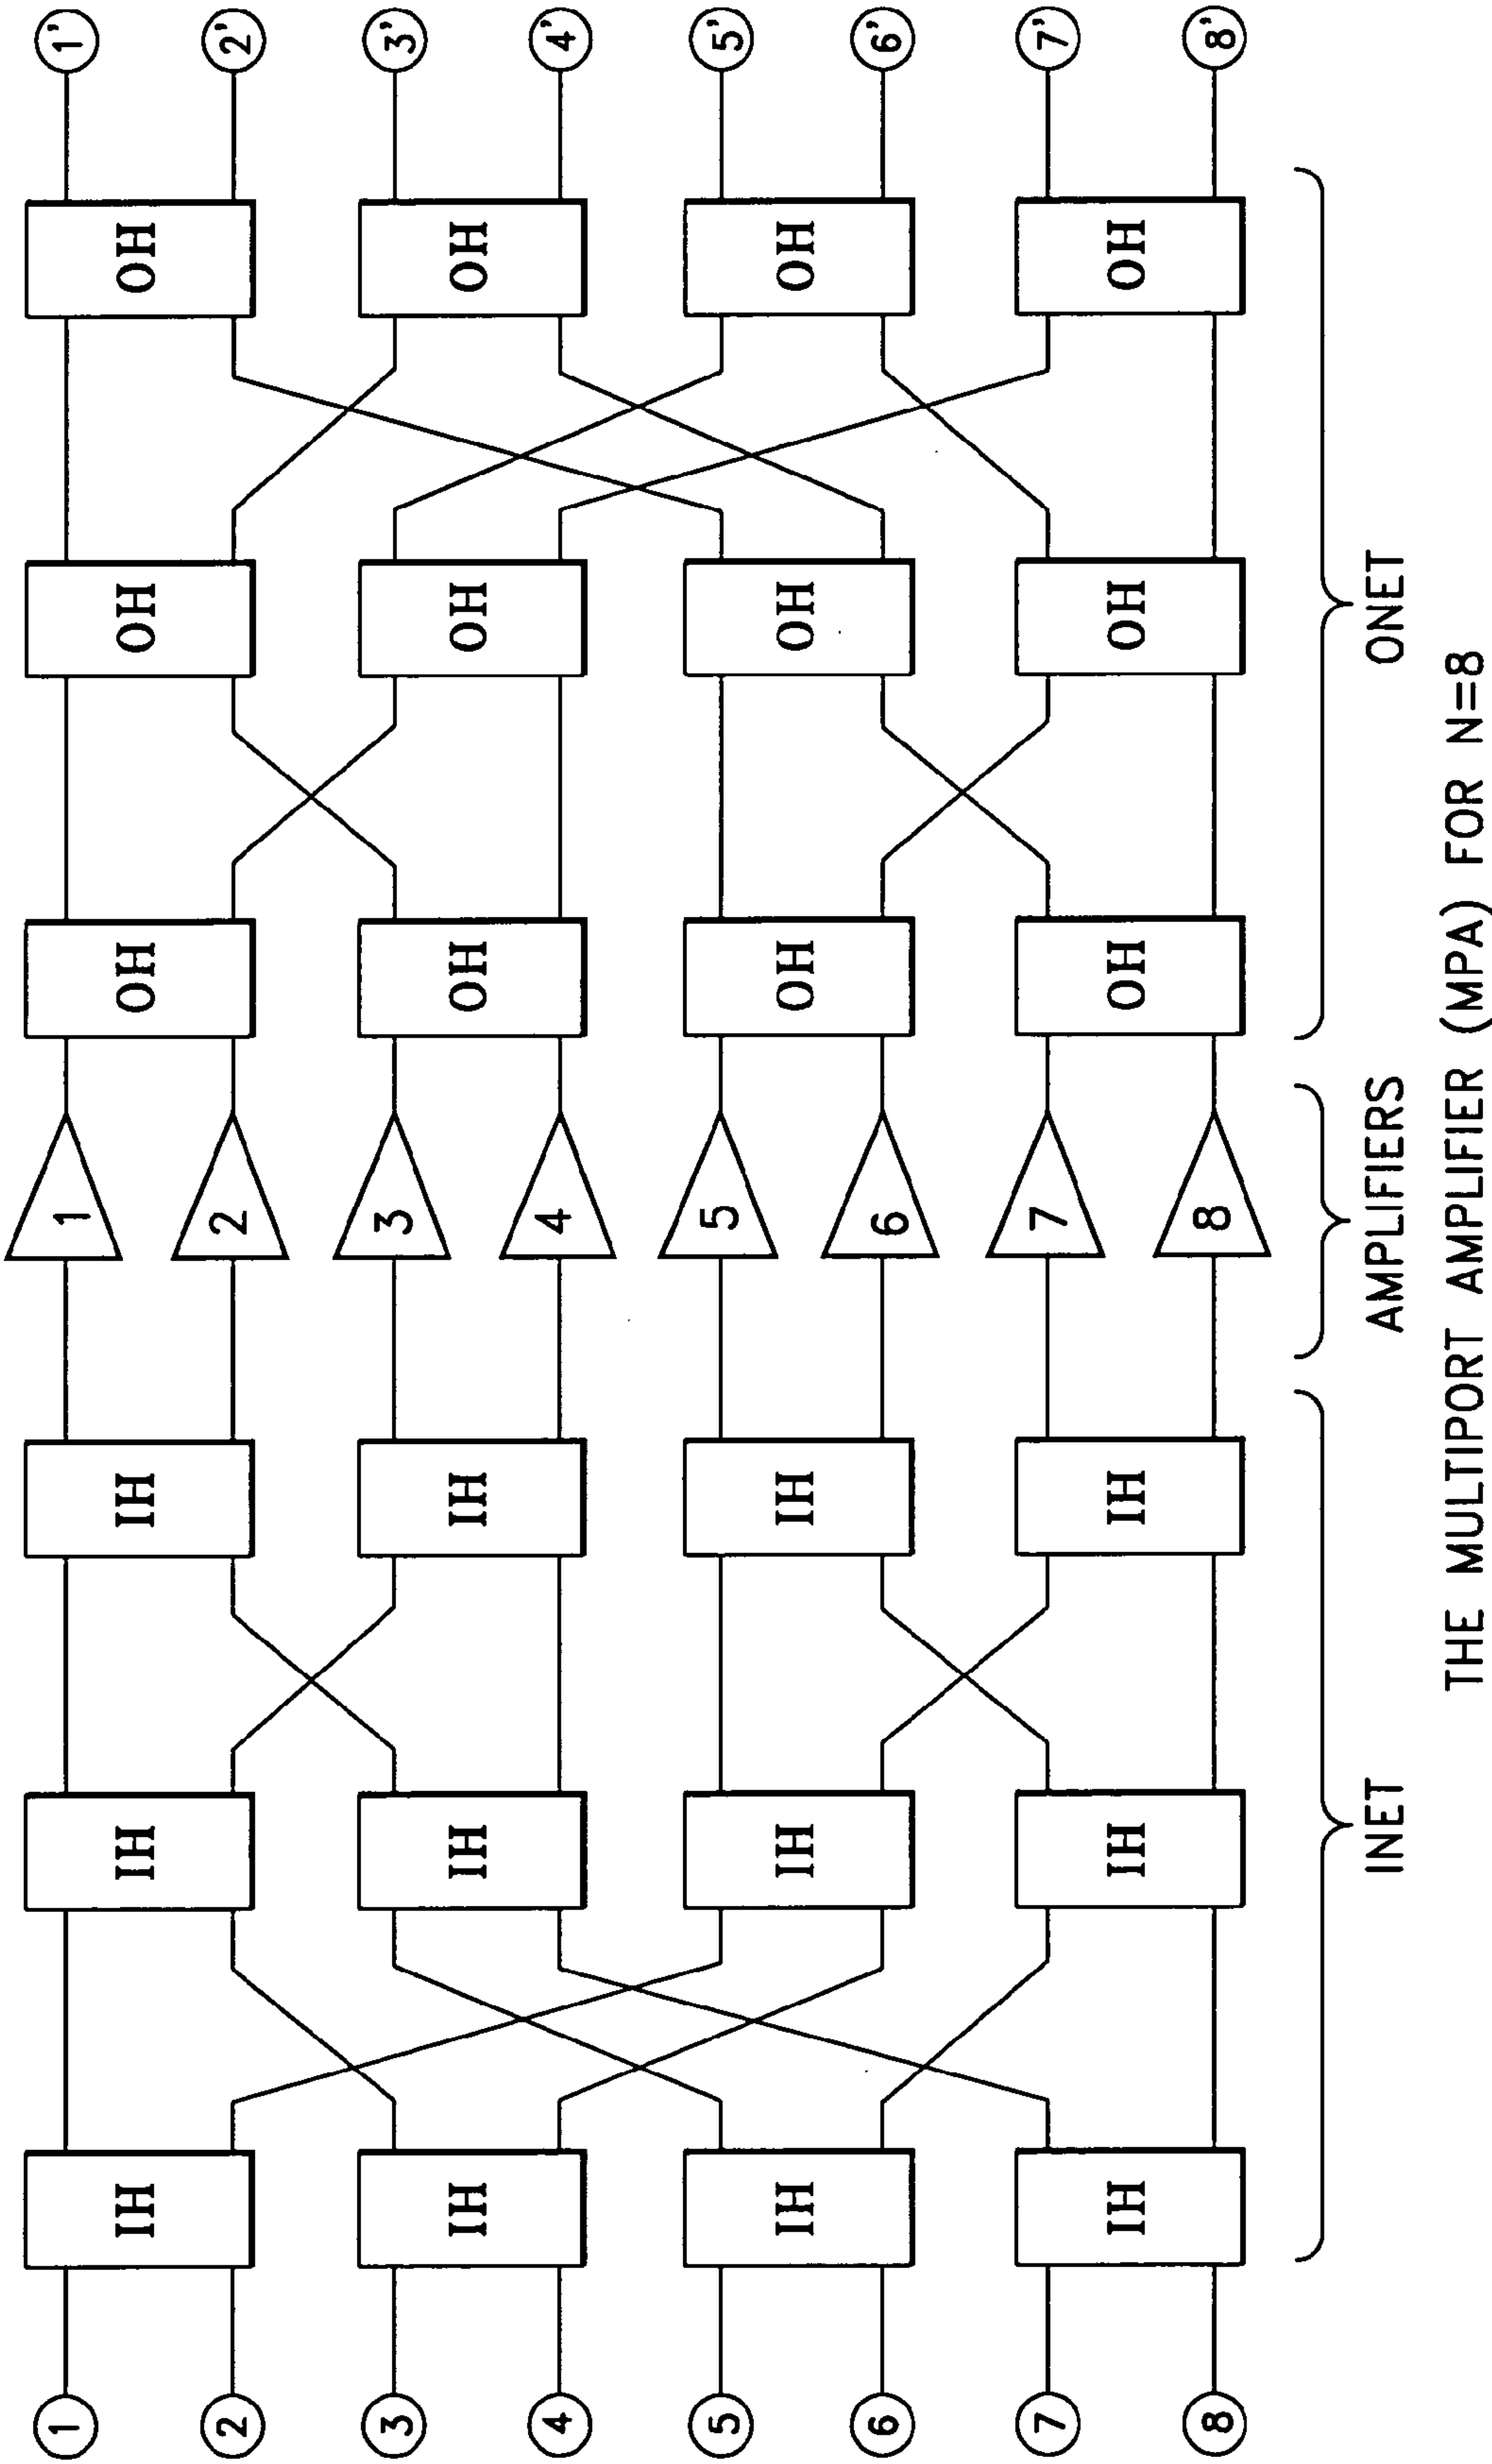 1 IH IH IH 1 OH OH OH 1'
2 2 2'
3 IH IH IH 3 OH OH OH 3'
4 4 4'
5 IH IH IH 5 OH OH OH 5'
6 6 6'
7 IH IH IH 7 OH OH OH 7'
8 8 8'
INET AMPLIFIERS ONET
THE MULTIPORT AMPLIFIER (MPA) FOR N=8